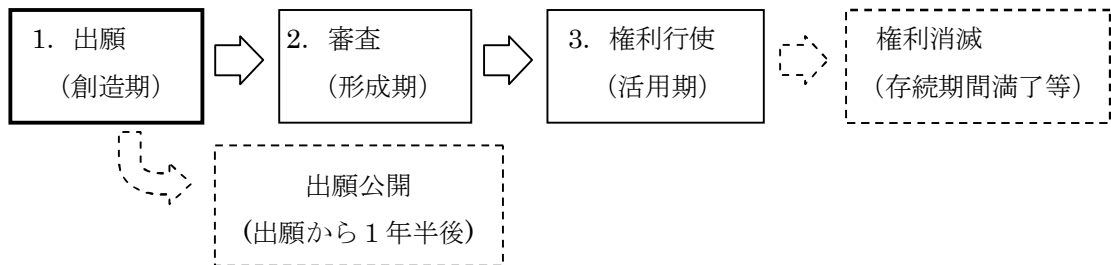 1. 出願
(創造期)
2. 審査
(形成期)
3. 権利行使
(活用期)
権利消滅
(存続期間満了等)
出願公開
(出願から1年半後)